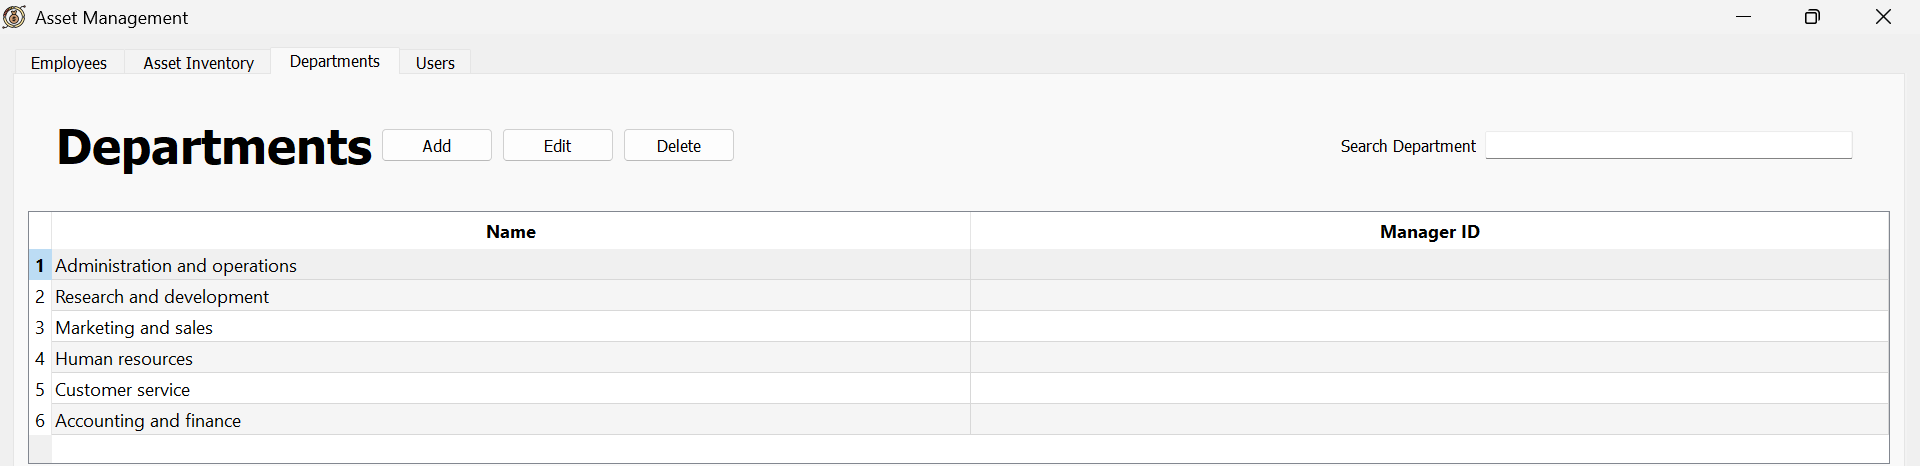 Asset Management
Employees Asset Inventory Departments Users
Departments Add Edit Delete Search Department
Name Manager ID
1 Administration and operations
2 Research and development
3 Marketing and sales
4 Human resources
5 Customer service
6 Accounting and finance